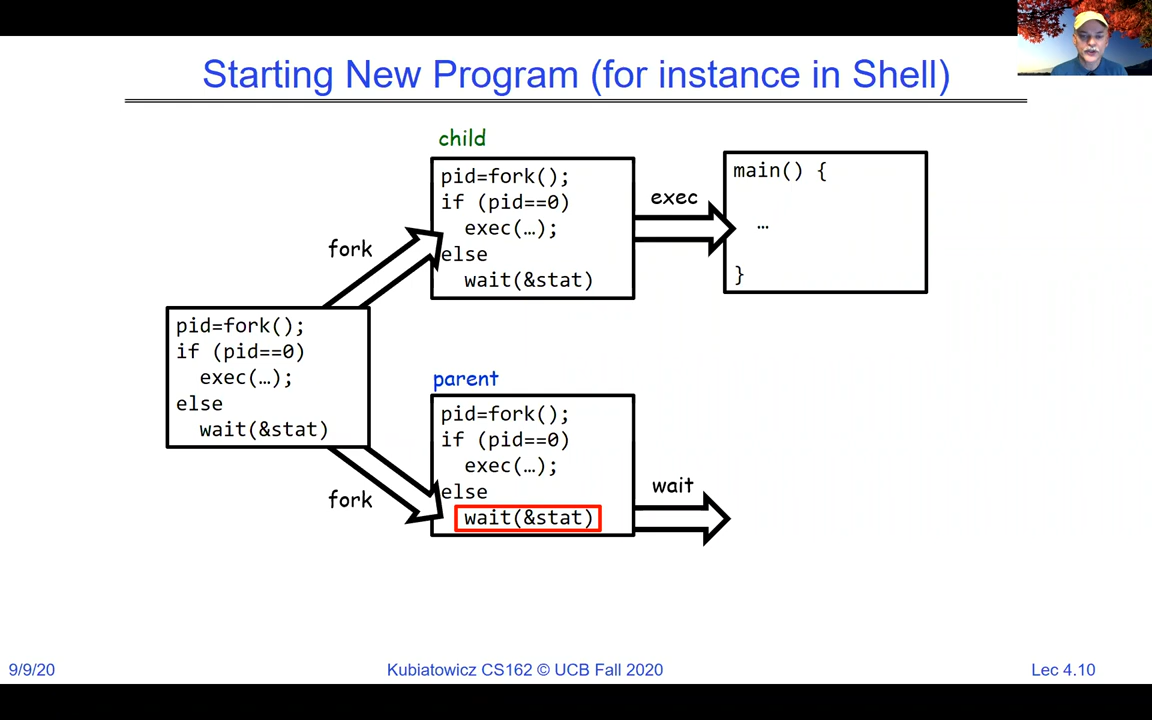 Starting New Program (for instance in Shell)
child
pid=fork();
if (pid==0)
exec(…);
else
wait(&stat)
exec
main() {
…
}
fork
pid=fork();
if (pid==0)
exec(…);
else
wait(&stat)
fork
parent
pid=fork();
if (pid==0)
exec(…);
else
wait(&stat)
wait
9/9/20
Kubiatowicz CS162 © UCB Fall 2020
Lec 4.10